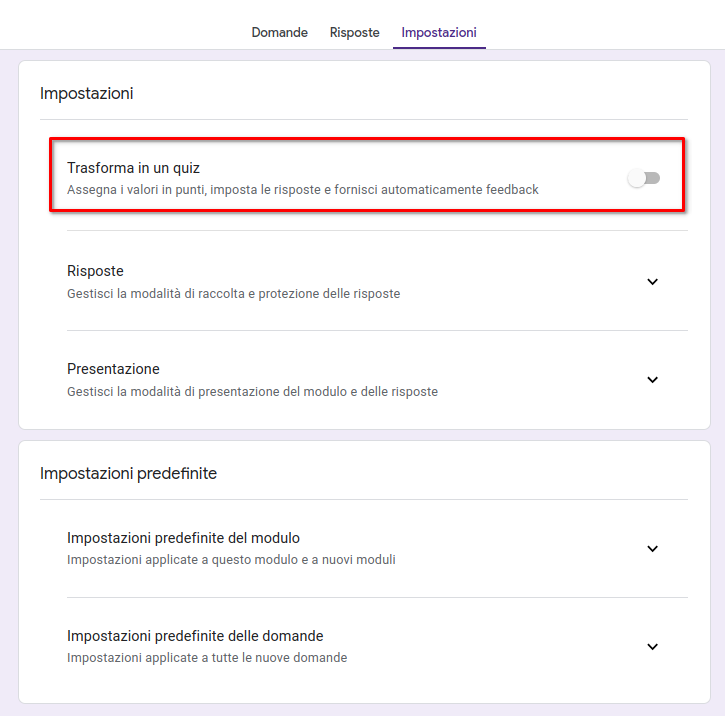 Domande Risposte Impostazioni
Impostazioni
Trasforma in un quiz
Assegna i valori in punti, imposta le risposte e fornisci automaticamente feedback
Risposte
Gestisci la modalità di raccolta e protezione delle risposte
Presentazione
Gestisci la modalità di presentazione del modulo e delle risposte
Impostazioni predefinite
Impostazioni predefinite del modulo
Impostazioni applicate a questo modulo e a nuovi moduli
Impostazioni predefinite delle domande
Impostazioni applicate a tutte le nuove domande